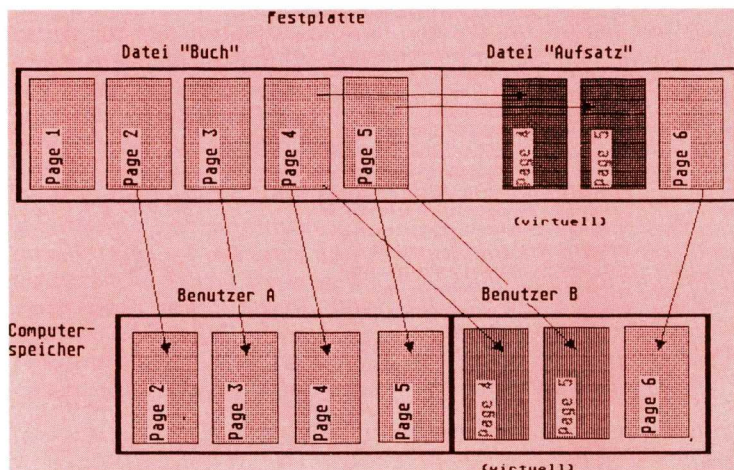 Festplatte
Datei "Buch" Datei "Aufsatz"
Page 1 Page 2 Page 3 Page 4 Page 5 Page 4 Page 5 Page 6
(virtuell)
Benutzer A Benutzer B
Computer-
speicher
Page 2 Page 3 Page 4 Page 5 Page 4 Page 5 Page 6
(virtuell)